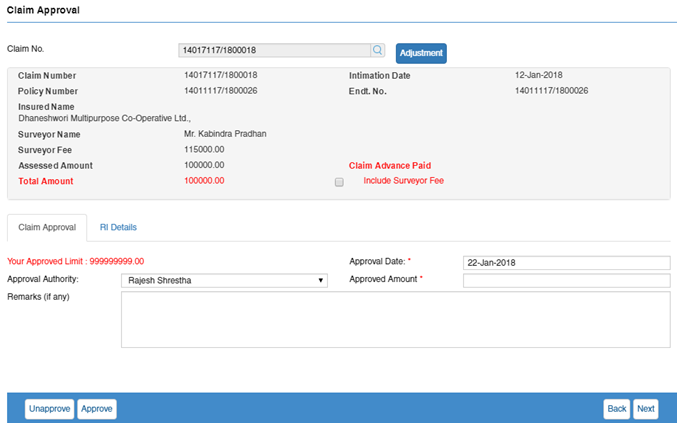 Claim Approval
Claim No. 14017117/1800018 Adjustment
Claim Number 14017117/1800018 Intimation Date 12-Jan-2018
Policy Number 14011117/1800026 Endt. No. 14011117/1800026
Insured Name
Dhaneshwori Multipurpose Co-Operative Ltd.,
Surveyor Name Mr. Kabindra Pradhan
Surveyor Fee 115000.00
Assessed Amount 100000.00 Claim Advance Paid
Total Amount 100000.00 Include Surveyor Fee
Claim Approval RI Details
Your Approved Limit : 999999999.00 Approval Date: * 22-Jan-2018
Approval Authority: Rajesh Shrestha Approved Amount *
Remarks (if any)
Unapprove Approve Back Next